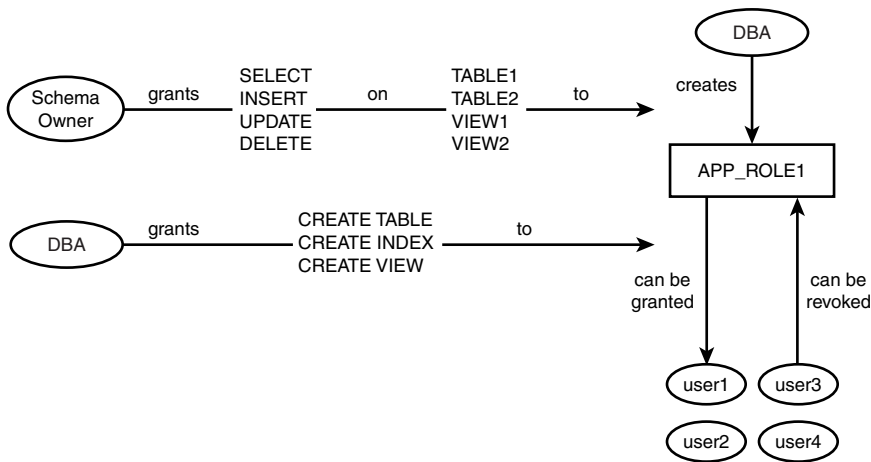 DBA
creates
Schema
Owner
grants
SELECT
INSERT
UPDATE
DELETE
on
TABLE1
TABLE2
VIEW1
VIEW2
to
APP_ROLE1
DBA
grants
CREATE TABLE
CREATE INDEX
CREATE VIEW
to
can be
granted
can be
revoked
user1
user3
user2
user4